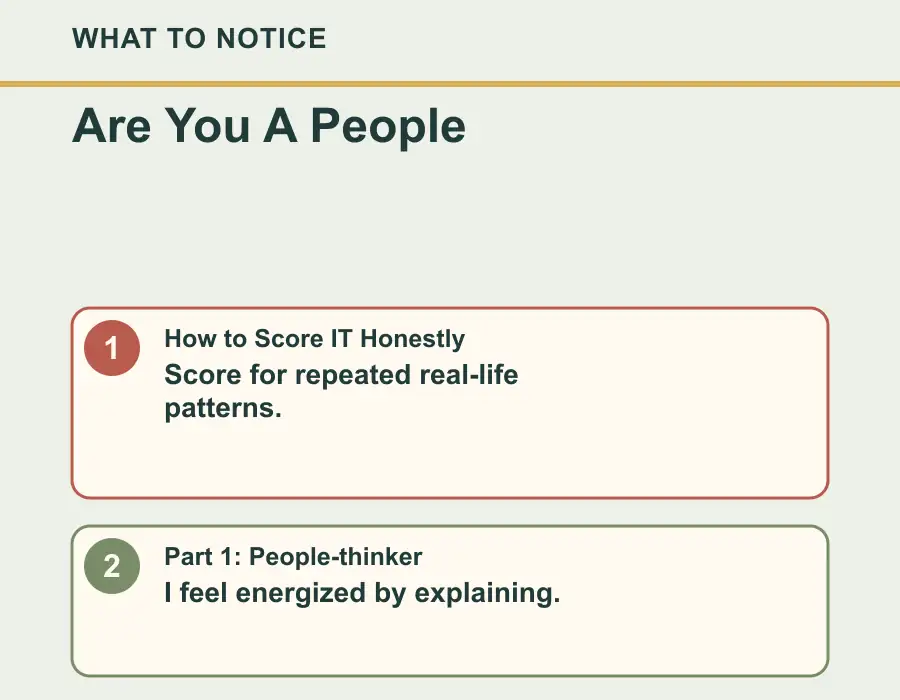 WHAT TO NOTICE
Are You A People
1
How to Score IT Honestly
Score for repeated real-life
patterns.
2
Part 1: People-thinker
I feel energized by explaining.